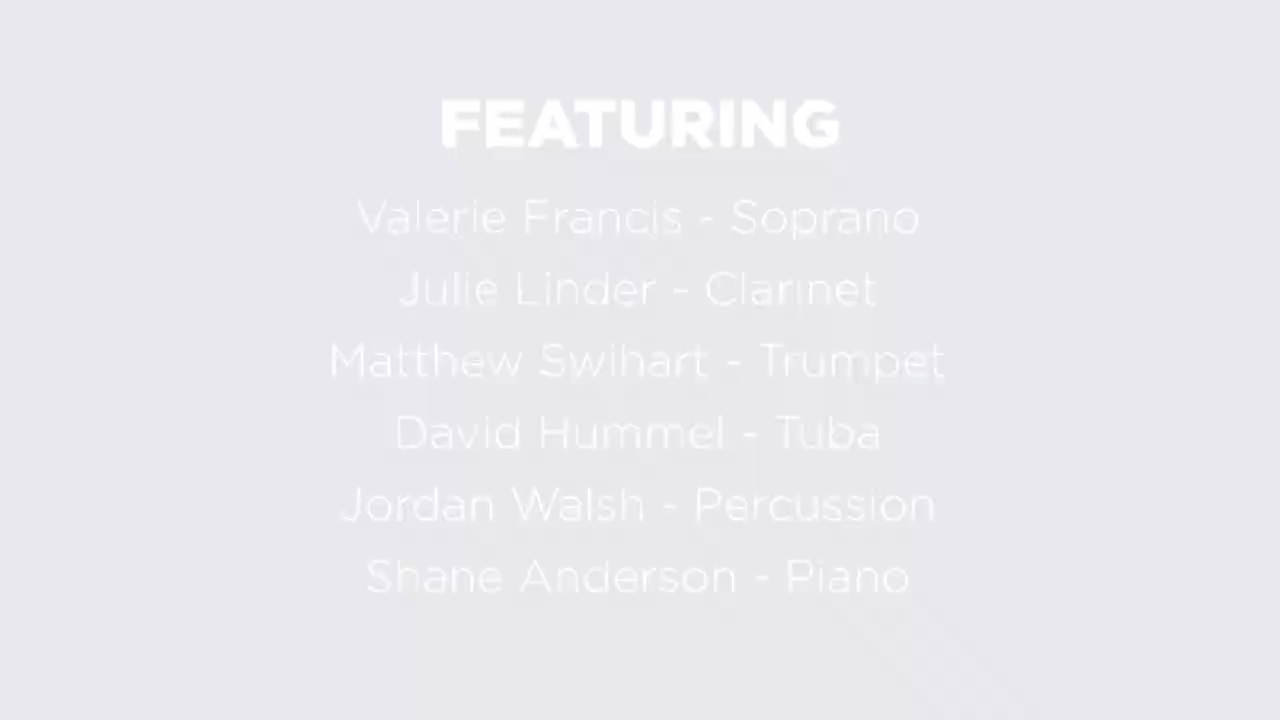 FEATURING
Valerie Francis - Soprano
Julie Linder - Clarinet
Matthew Swihart - Trumpet
David Hummel - Tuba
Jordan Walsh - Percussion
Shane Anderson - Piano